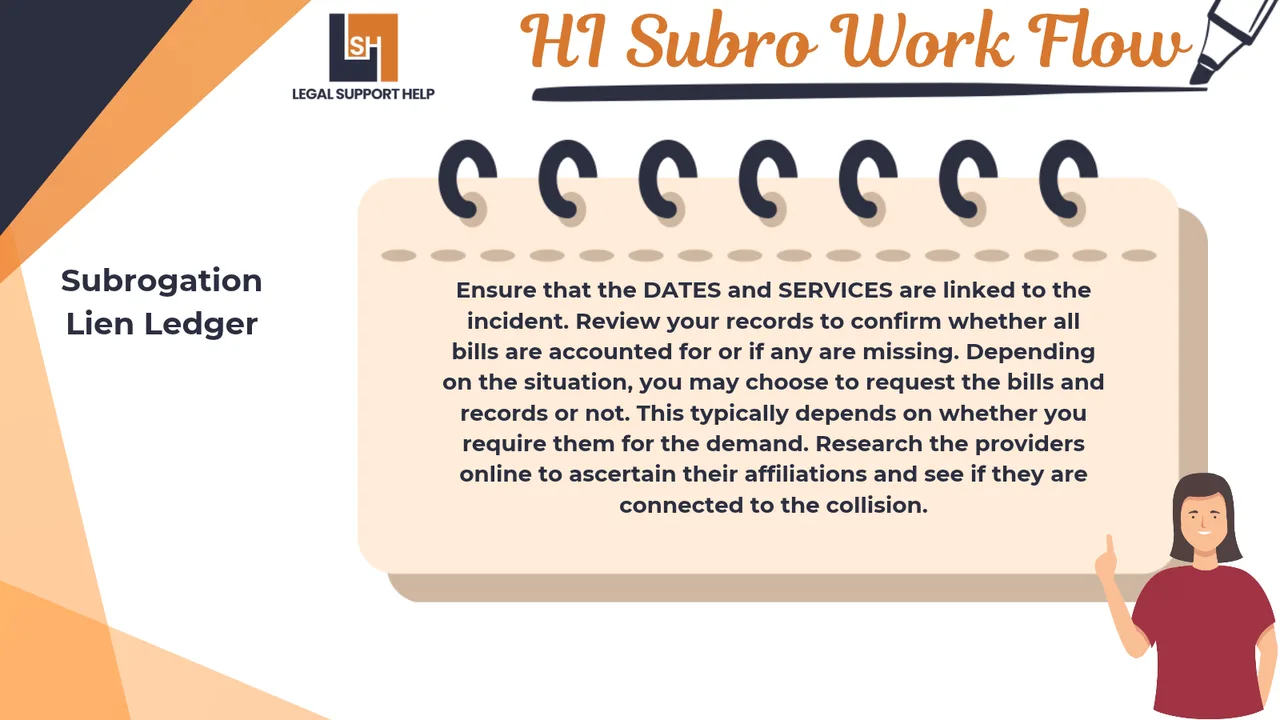 HI Subro Work Flow
LSH
LEGAL SUPPORT HELP
Subrogation
Lien Ledger
Ensure that the DATES and SERVICES are linked to the
incident. Review your records to confirm whether all
bills are accounted for or if any are missing. Depending
on the situation, you may choose to request the bills and
records or not. This typically depends on whether you
require them for the demand. Research the providers
online to ascertain their affiliations and see if they are
connected to the collision.